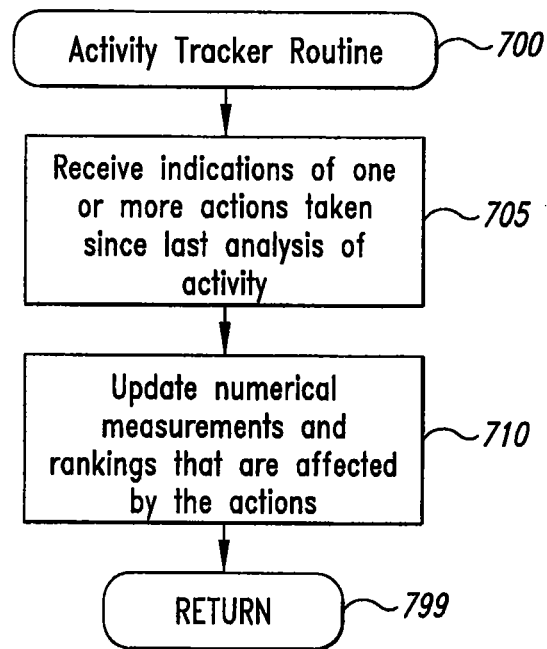 Activity Tracker Routine
700
Receive indications of one
or more actions taken
since last analysis of
activity
705
Update numerical
measurements and
rankings that are affected
by the actions
710
RETURN
799